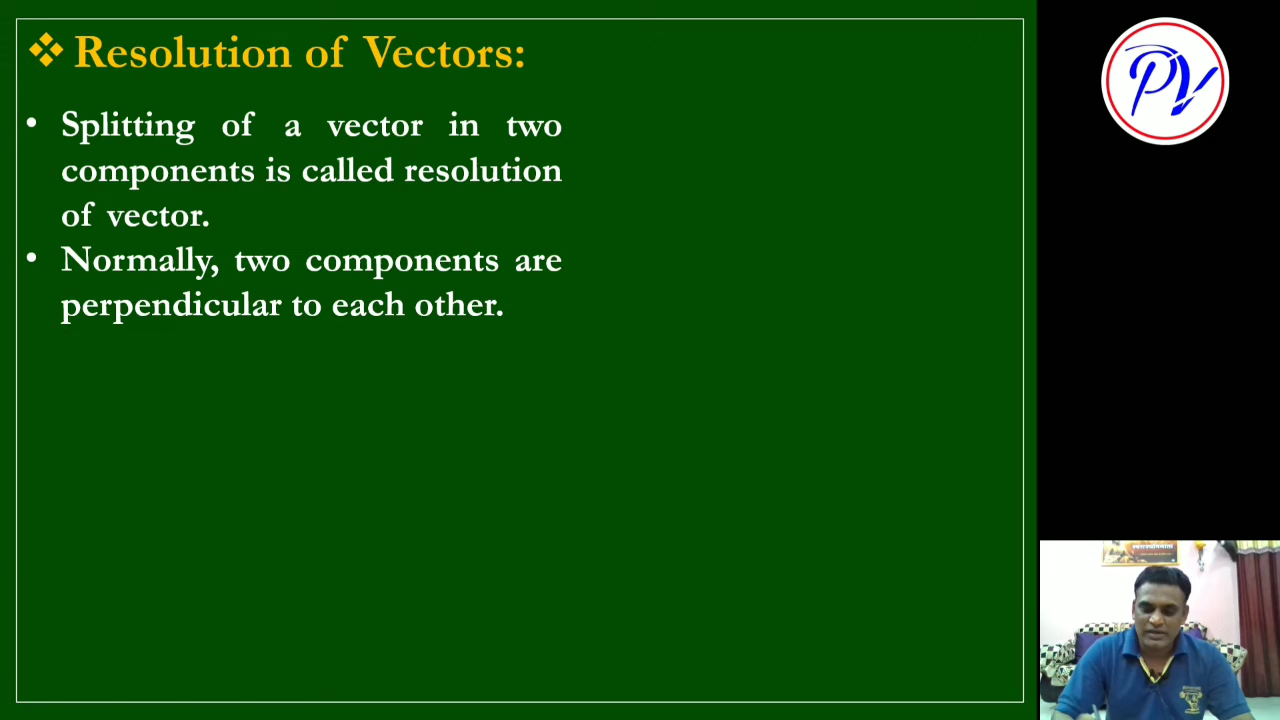 Resolution of Vectors:
• Splitting of a vector in two
components is called resolution
of vector.
• Normally, two components are
perpendicular to each other.
PV